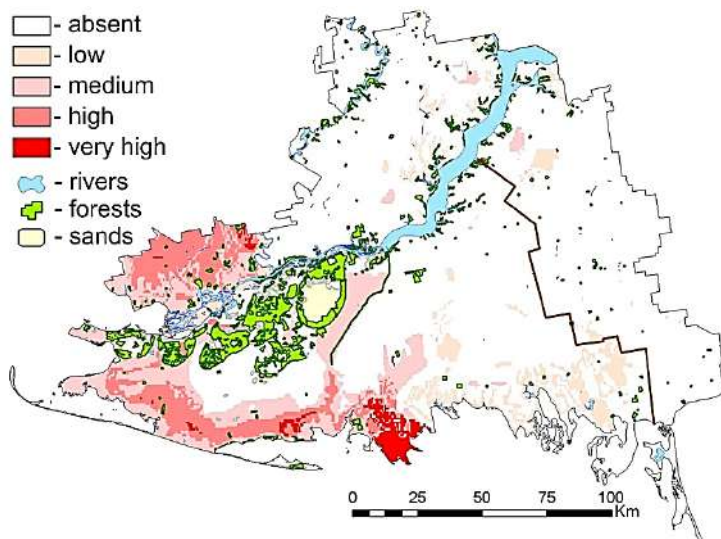 - absent
- low
- medium
- high
- very high
- rivers
- forests
- sands
0 25 50 75 100
Km